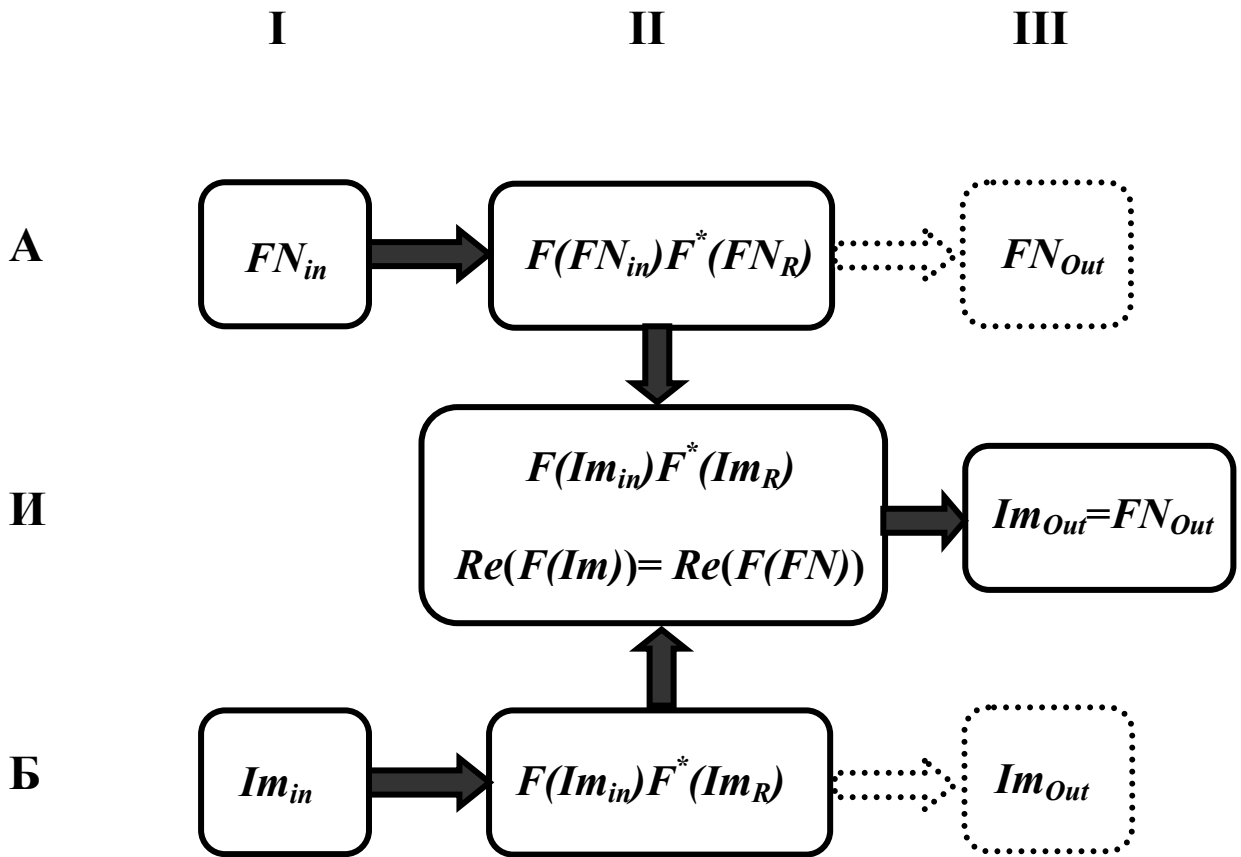 I II III
А FN_in F(FN_in)F^*(FN_R) FN_Out
F(Im_in)F^*(Im_R)
И Im_Out=FN_Out
Re(F(Im))= Re(F(FN))
Б Im_in F(Im_in)F^*(Im_R) Im_Out